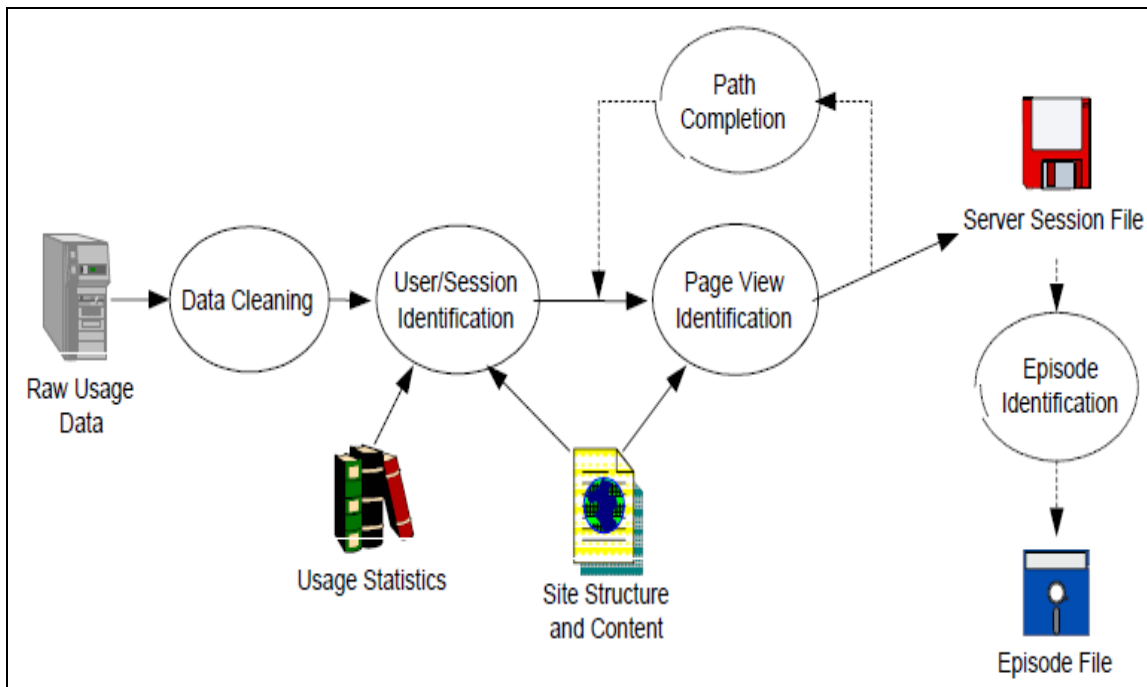 Path
Completion
Server Session File
Data Cleaning
User/Session
Identification
Page View
Identification
Raw Usage
Data
Episode
Identification
Usage Statistics
Site Structure
and Content
Episode File